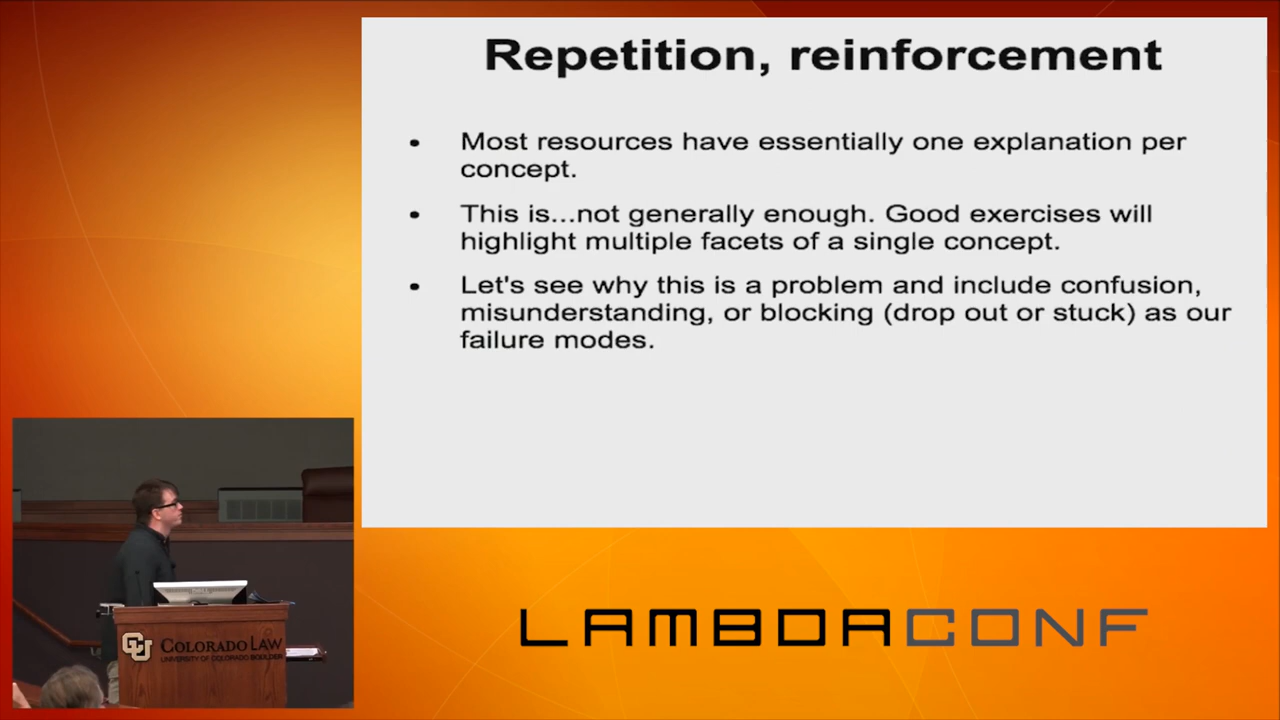 Repetition, reinforcement
• Most resources have essentially one explanation per
concept.
• This is...not generally enough. Good exercises will
highlight multiple facets of a single concept.
• Let's see why this is a problem and include confusion,
misunderstanding, or blocking (drop out or stuck) as our
failure modes.
DELL
CU COLORADO LAW
UNIVERSITY OF COLORADO BOULDER
LAMBDACONF